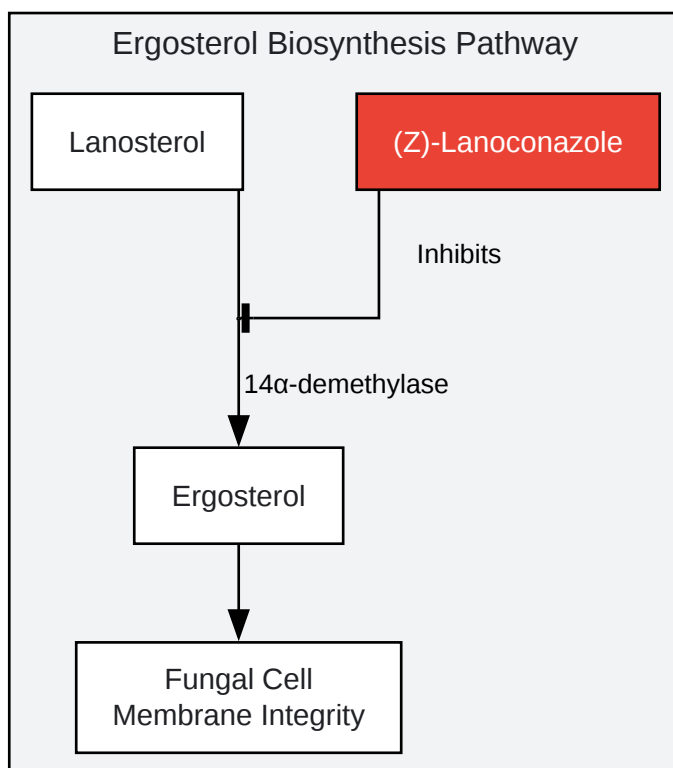 Ergosterol Biosynthesis Pathway
Lanosterol
(Z)-Lanoconazole
Inhibits
14α-demethylase
Ergosterol
Fungal Cell
Membrane Integrity